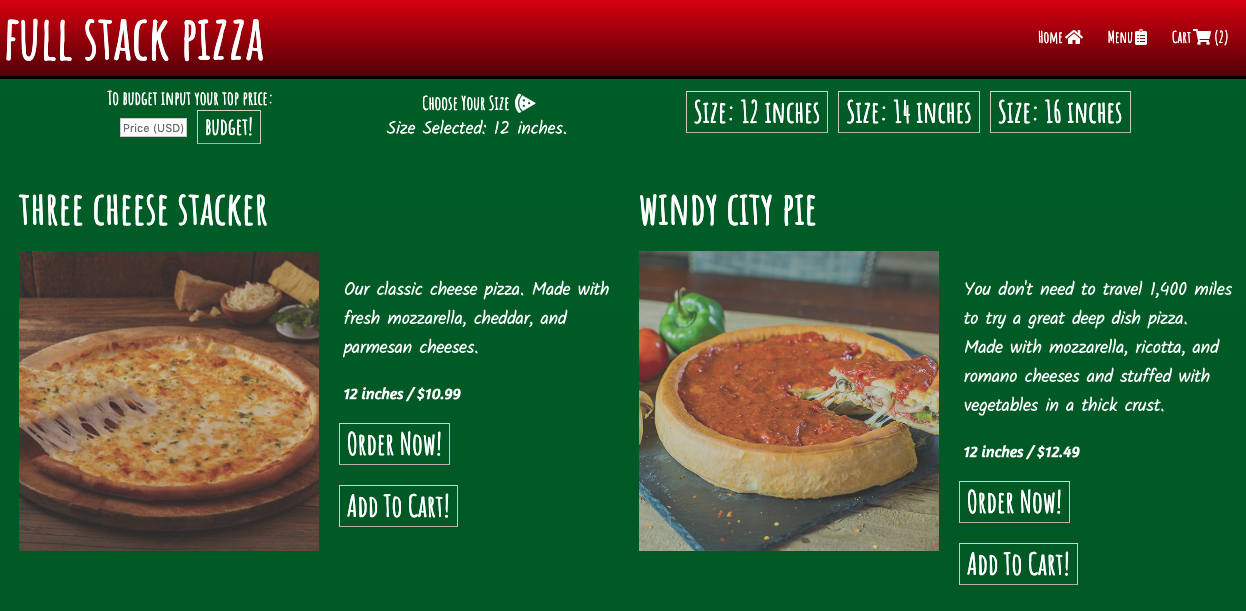 FULL STACK PIZZA
Home
Menu
Cart (2)
To budget input your top price:
Price (USD)
BUDGET!
Choose Your Size
Size Selected: 12 inches.
Size: 12 inches
Size: 14 inches
Size: 16 inches
THREE CHEESE STACKER
Our classic cheese pizza. Made with
fresh mozzarella, cheddar, and
parmesan cheeses.
12 inches / $10.99
Order Now!
Add To Cart!
WINDY CITY PIE
You don't need to travel 1,400 miles
to try a great deep dish pizza.
Made with mozzarella, ricotta, and
romano cheeses and stuffed with
vegetables in a thick crust.
12 inches / $12.49
Order Now!
Add To Cart!